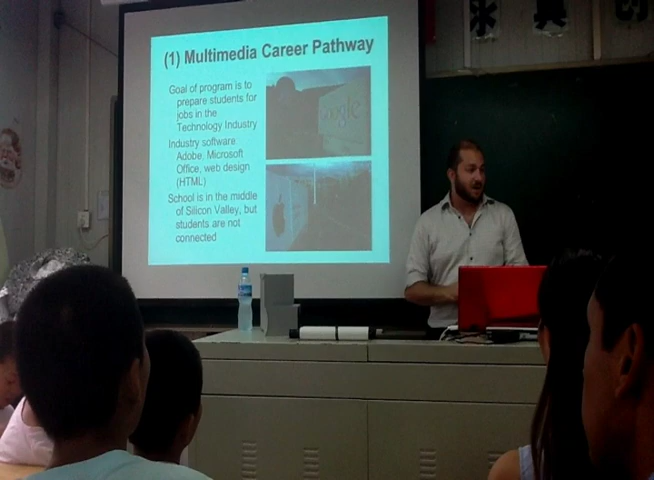 (1) Multimedia Career Pathway
Goal of program is to
prepare students for
jobs in the
Technology Industry
Industry software
Adobe, Microsoft
Office, web design
(HTML)
School is in the middle
of Silicon Valley, but
students are not
connected
Google